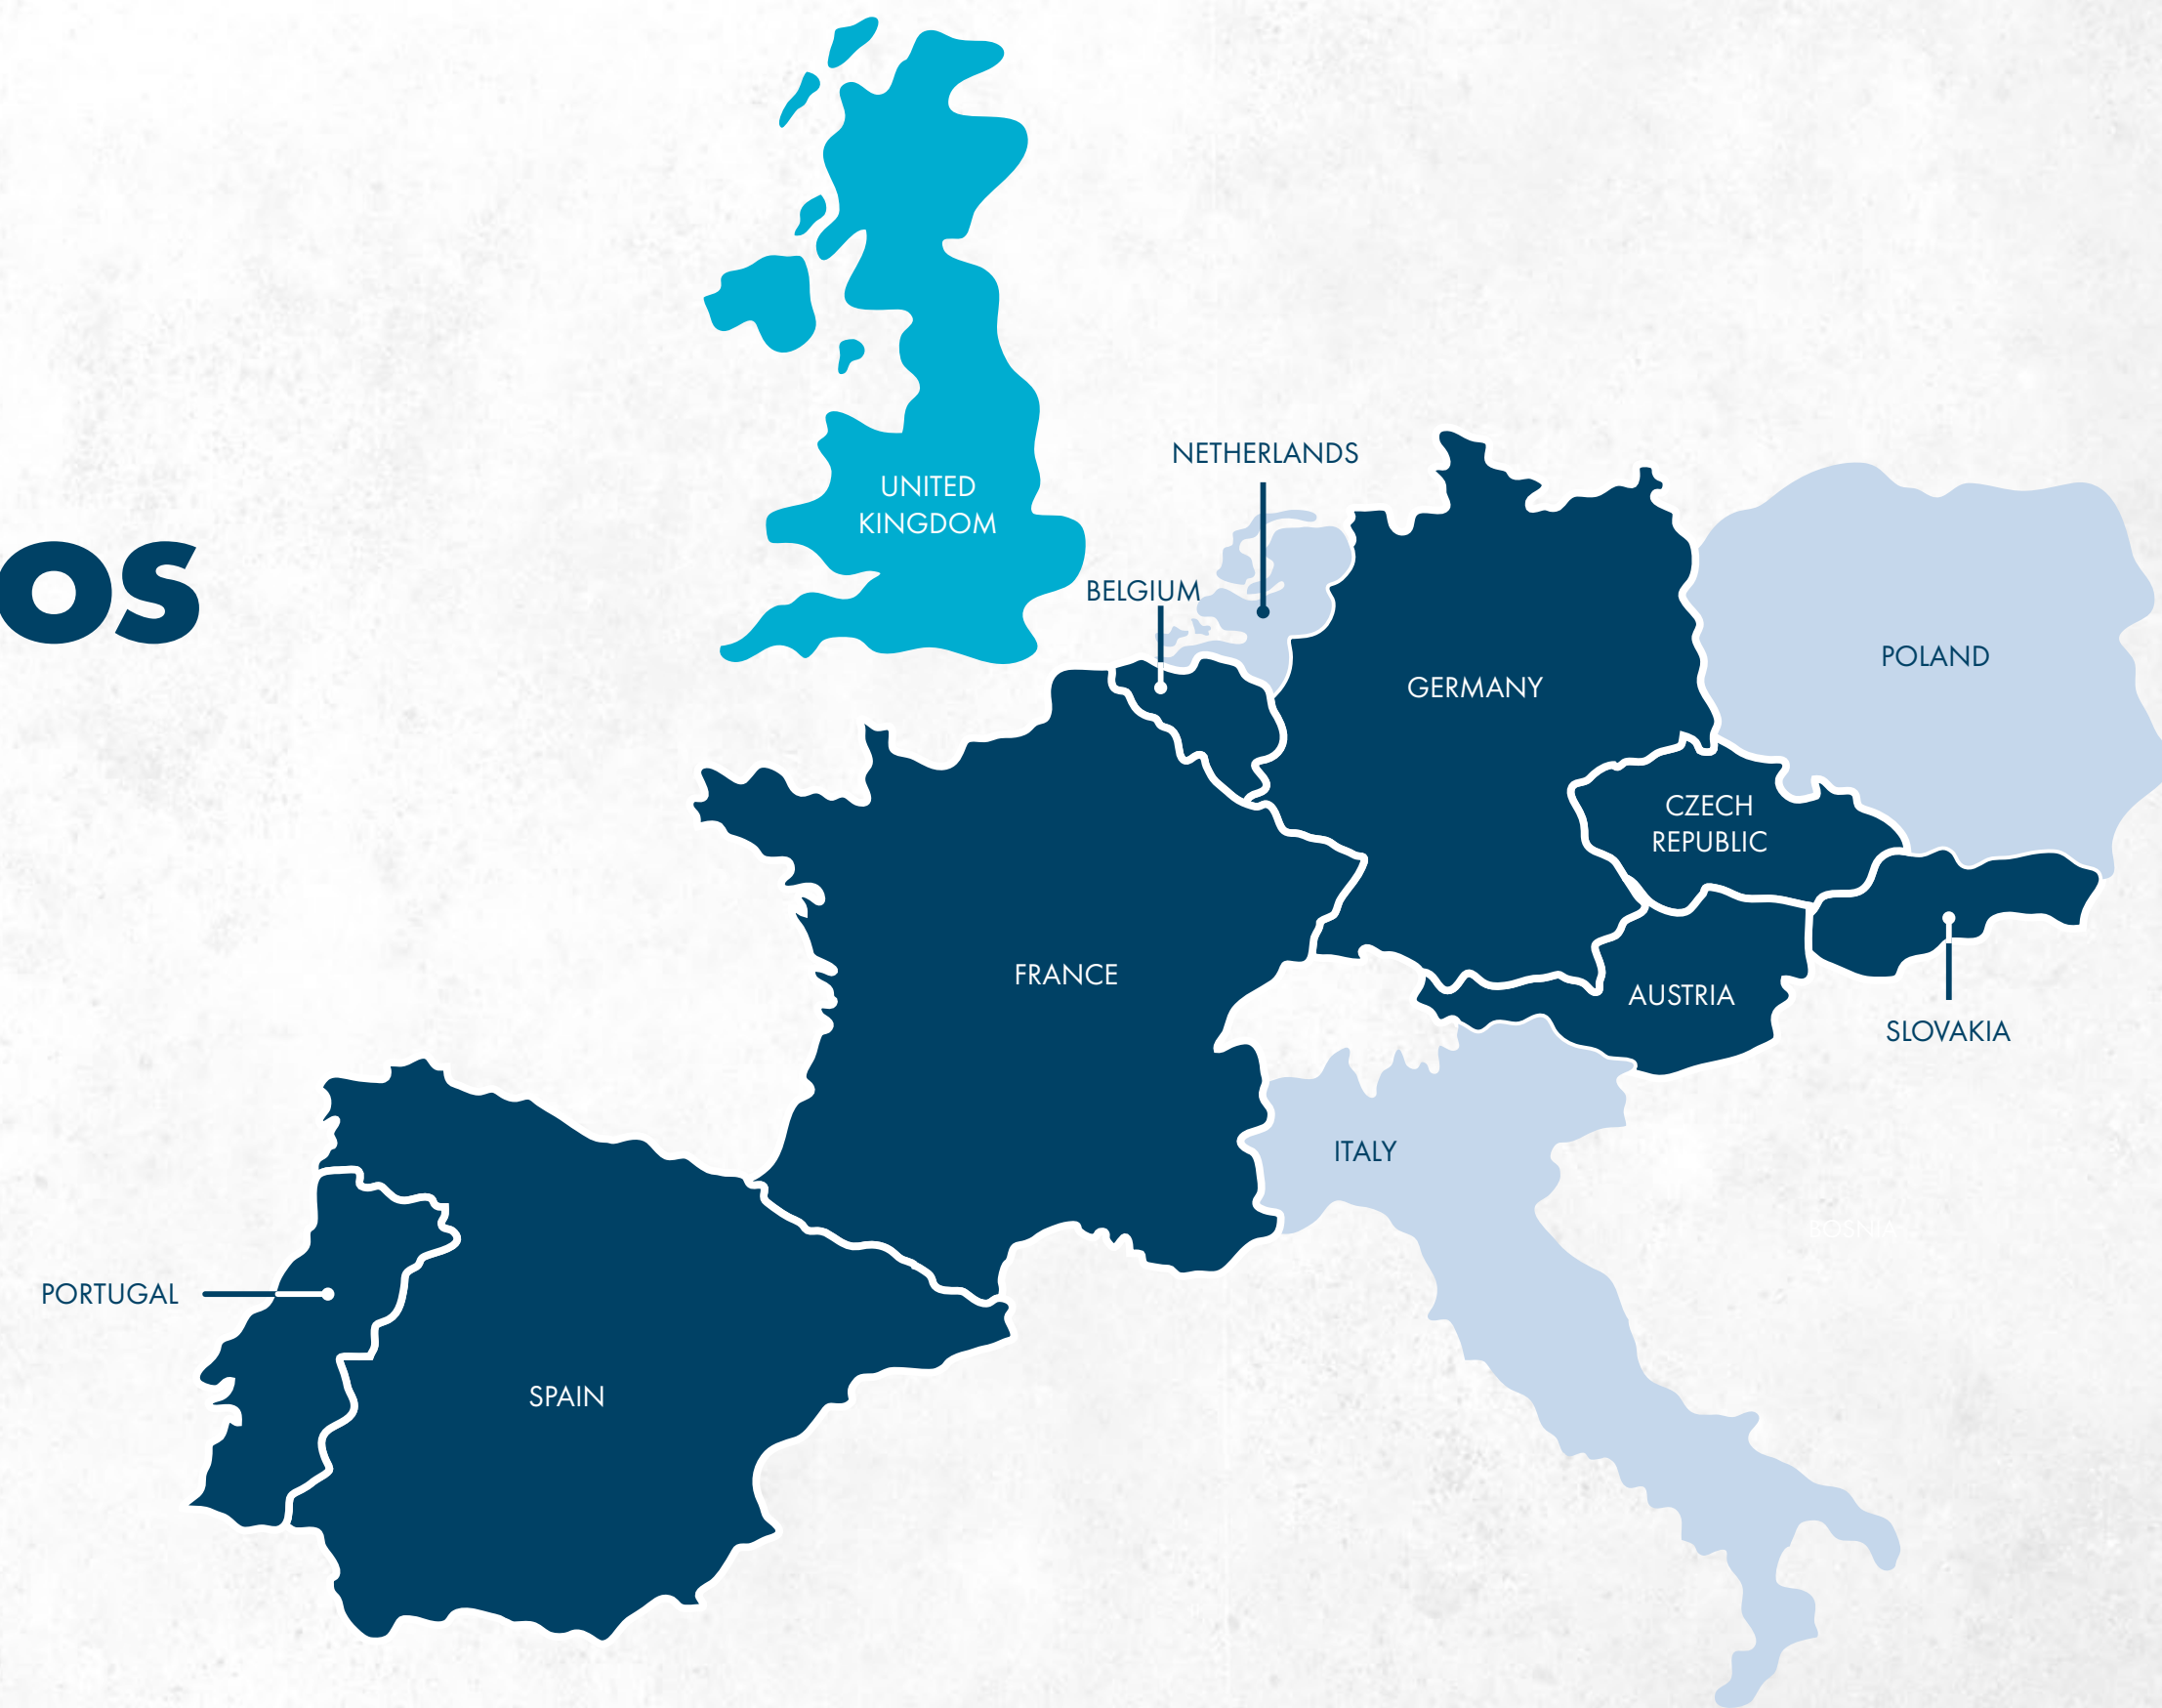 UNITED
KINGDOM
NETHERLANDS
OS
BELGIUM
POLAND
GERMANY
CZECH
REPUBLIC
FRANCE
AUSTRIA
SLOVAKIA
ITALY
PORTUGAL
SPAIN